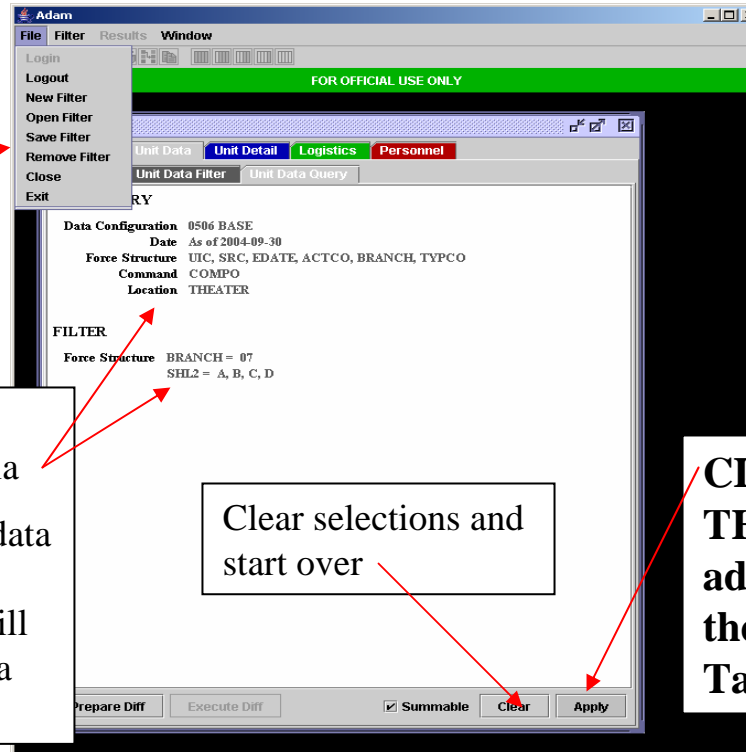 Adam
File Filter Results Window
Login
Logout
New Filter
Open Filter
Save Filter
Remove Filter
Close
Exit
FOR OFFICIAL USE ONLY
Unit Data Unit Detail Logistics Personnel
Unit Data Filter Unit Data Query
Data Configuration 0506 BASE
Date As of 2004-09-30
Force Structure UIC, SRC, EDATE, ACTCO, BRANCH, TYPCO
Command COMPO
Location THEATER
FILTER
Force Structure BRANCH = 07
SHL2 = A, B, C, D
Clear selections and
start over
the
Prepare Diff Execute Diff Summable Clear Apply